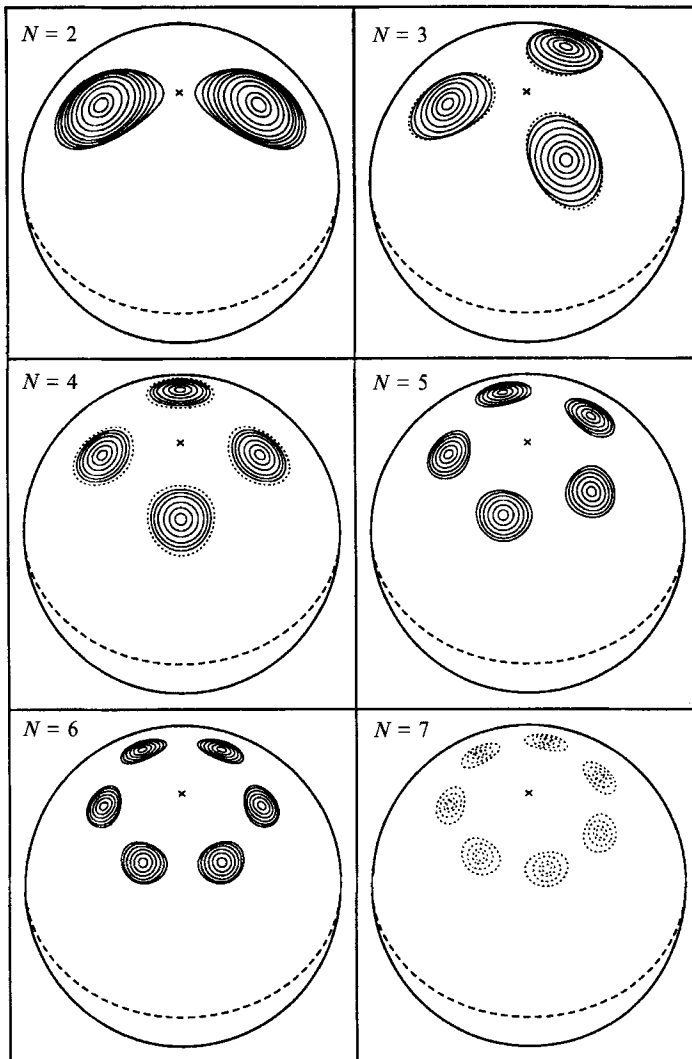 N = 2
N = 3
N = 4
N = 5
N = 6
N = 7